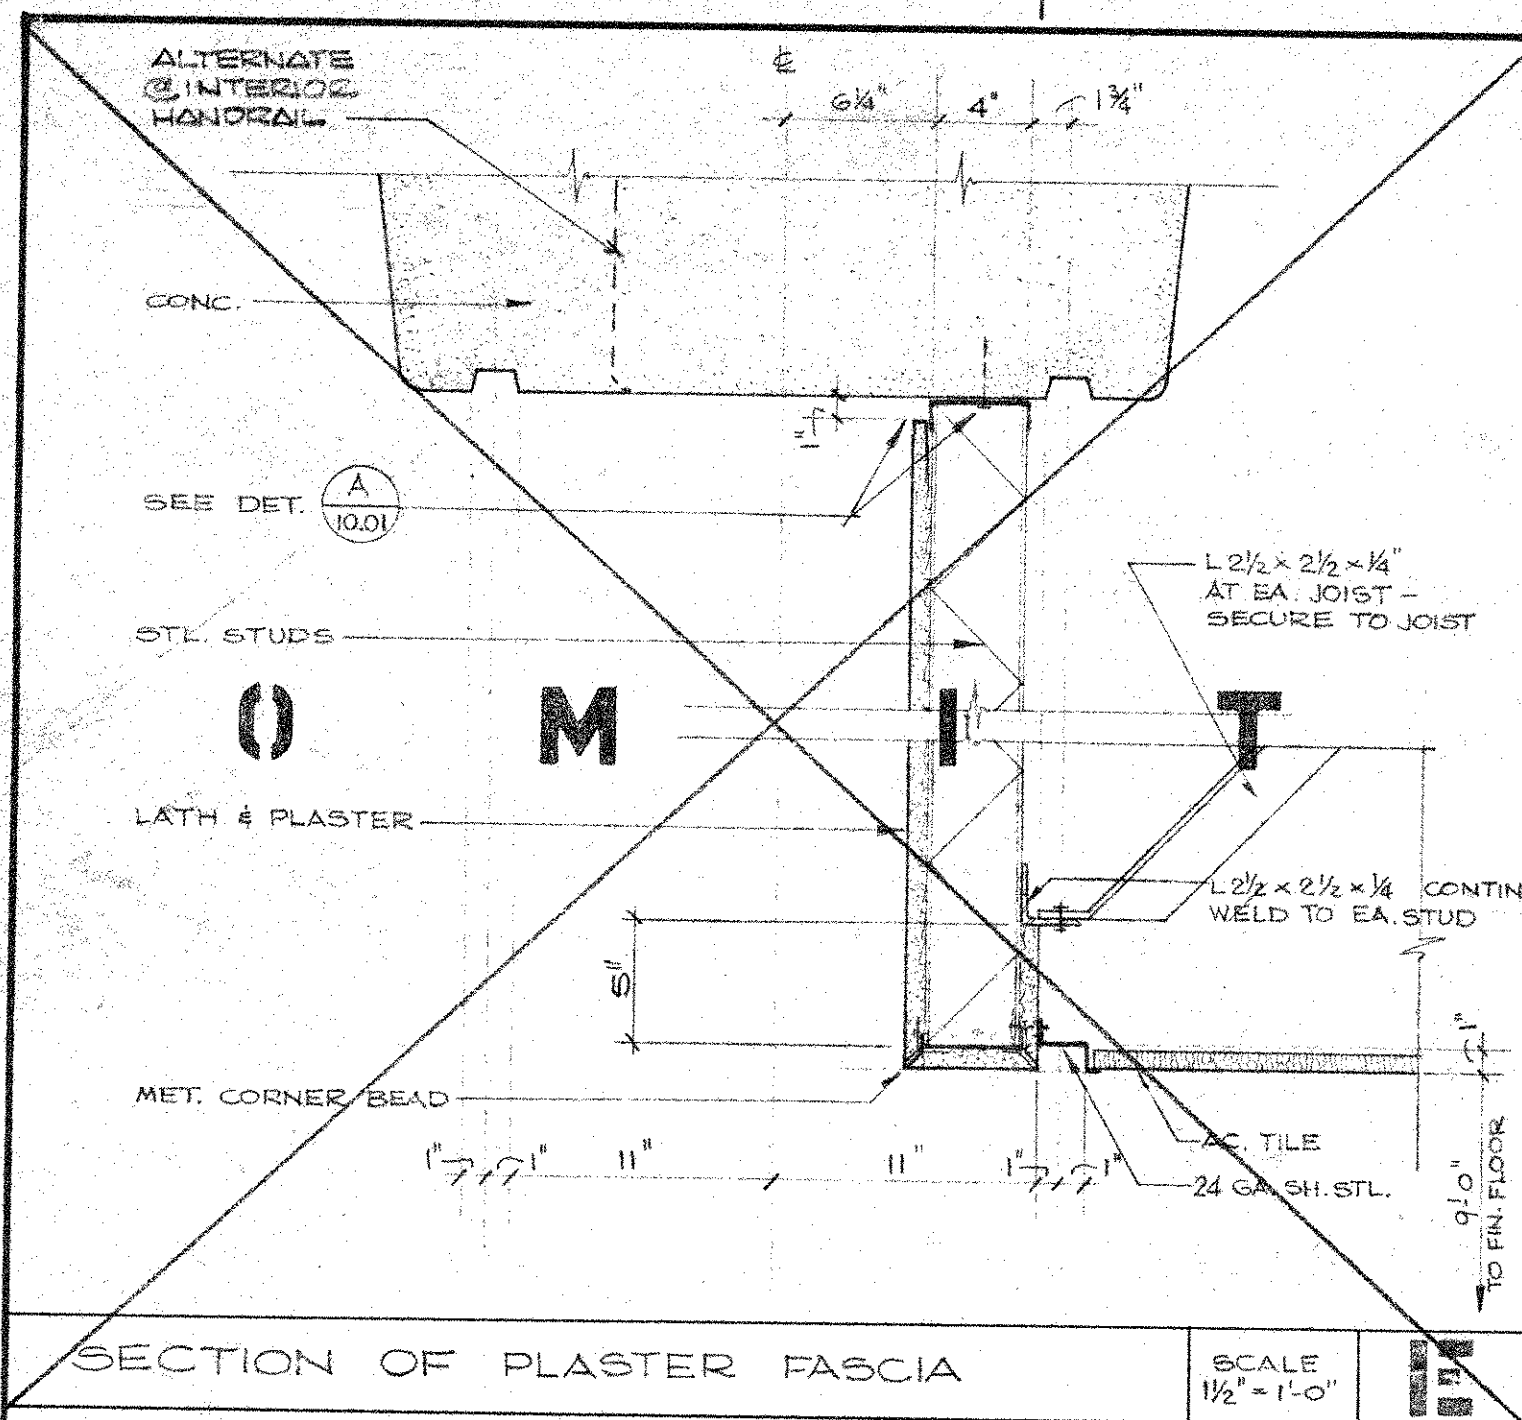 ALTERNATE
@ INTERIOR
HANDRAIL
℄
6¼"
4"
1¾"
CONC.
1"
SEE DET.
A
10.01
L 2½ x 2½ x ¼"
AT EA. JOIST –
SECURE TO JOIST
STL. STUDS
O M I T
LATH & PLASTER
L 2½ x 2½ x ¼ CONTIN
WELD TO EA. STUD
5"
1"
MET. CORNER BEAD
1" 1" 11" 11" 1" 1"
AC. TILE
24 GA. SH. STL.
9'-0"
TO FIN. FLOOR
SECTION OF PLASTER FASCIA
SCALE
1½" = 1'-0"